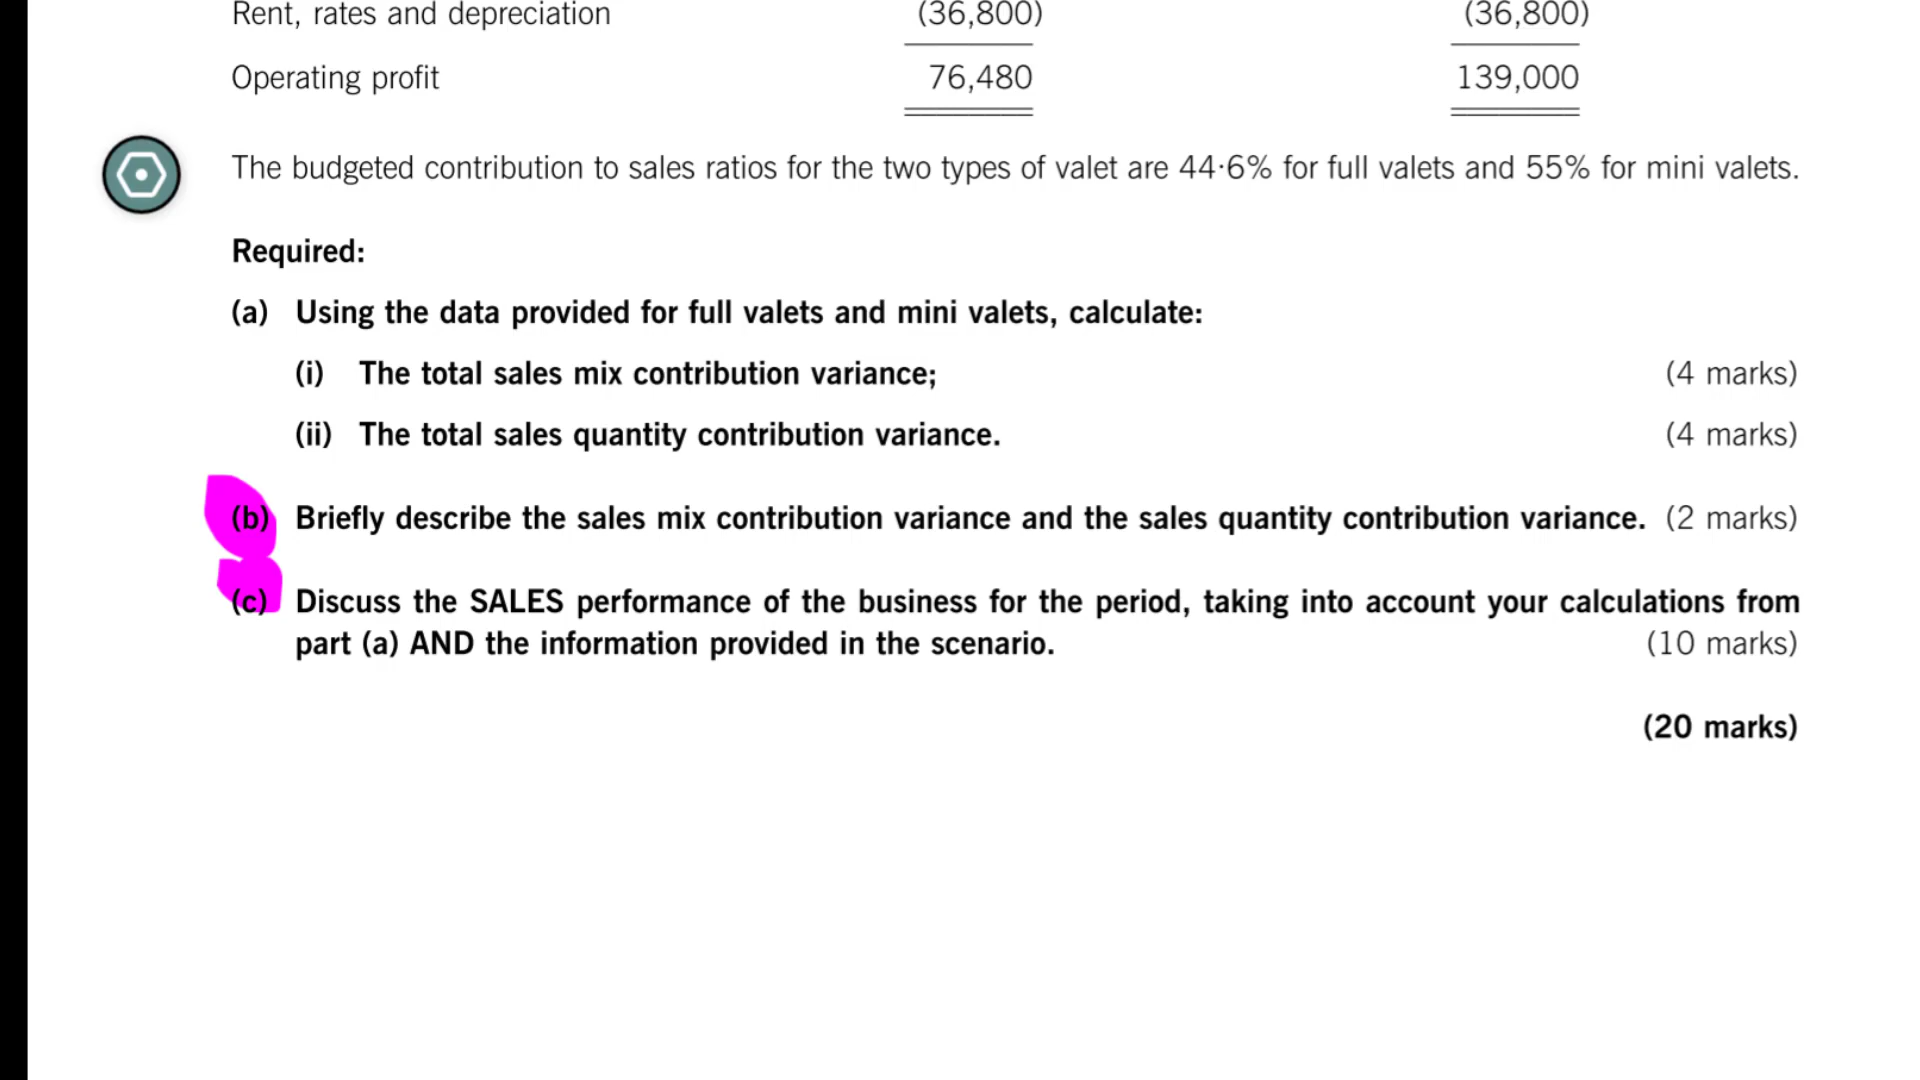 Rent, rates and depreciation (36,800) (36,800)
Operating profit 76,480 139,000
The budgeted contribution to sales ratios for the two types of valet are 44·6% for full valets and 55% for mini valets.
Required:
(a) Using the data provided for full valets and mini valets, calculate:
(i) The total sales mix contribution variance; (4 marks)
(ii) The total sales quantity contribution variance. (4 marks)
(b) Briefly describe the sales mix contribution variance and the sales quantity contribution variance. (2 marks)
(c) Discuss the SALES performance of the business for the period, taking into account your calculations from
part (a) AND the information provided in the scenario. (10 marks)
(20 marks)